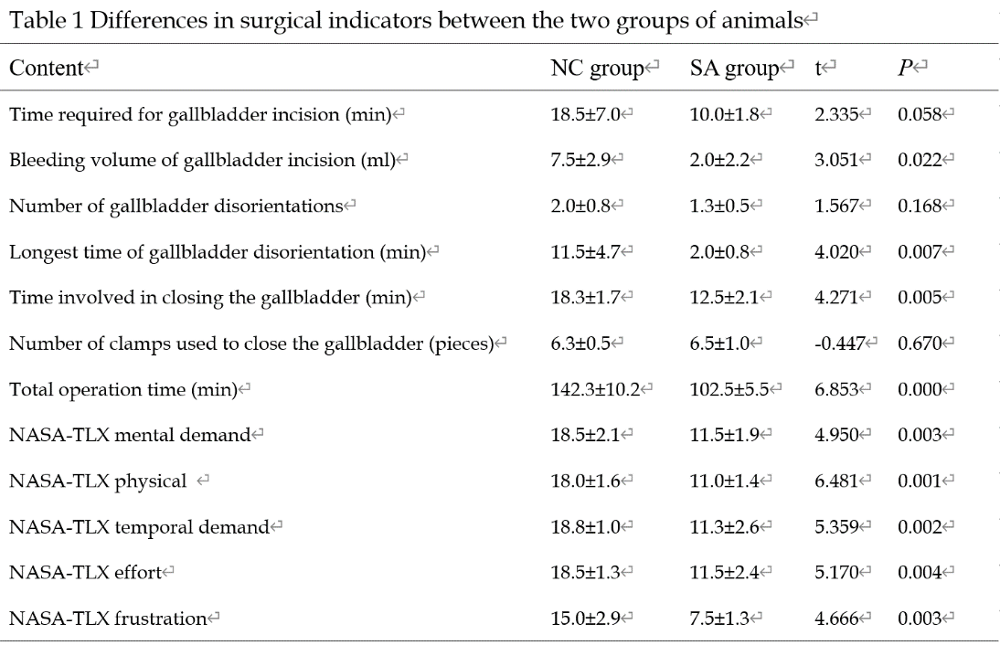 Table 1 Differences in surgical indicators between the two groups of animals↵
Content↵ NC group↵ SA group↵ t↵ P↵
Time required for gallbladder incision (min)↵ 18.5±7.0↵ 10.0±1.8↵ 2.335↵ 0.058↵
Bleeding volume of gallbladder incision (ml)↵ 7.5±2.9↵ 2.0±2.2↵ 3.051↵ 0.022↵
Number of gallbladder disorientations↵ 2.0±0.8↵ 1.3±0.5↵ 1.567↵ 0.168↵
Longest time of gallbladder disorientation (min)↵ 11.5±4.7↵ 2.0±0.8↵ 4.020↵ 0.007↵
Time involved in closing the gallbladder (min)↵ 18.3±1.7↵ 12.5±2.1↵ 4.271↵ 0.005↵
Number of clamps used to close the gallbladder (pieces)↵ 6.3±0.5↵ 6.5±1.0↵ -0.447↵ 0.670↵
Total operation time (min)↵ 142.3±10.2↵ 102.5±5.5↵ 6.853↵ 0.000↵
NASA-TLX mental demand↵ 18.5±2.1↵ 11.5±1.9↵ 4.950↵ 0.003↵
NASA-TLX physical ↵ 18.0±1.6↵ 11.0±1.4↵ 6.481↵ 0.001↵
NASA-TLX temporal demand↵ 18.8±1.0↵ 11.3±2.6↵ 5.359↵ 0.002↵
NASA-TLX effort↵ 18.5±1.3↵ 11.5±2.4↵ 5.170↵ 0.004↵
NASA-TLX frustration↵ 15.0±2.9↵ 7.5±1.3↵ 4.666↵ 0.003↵